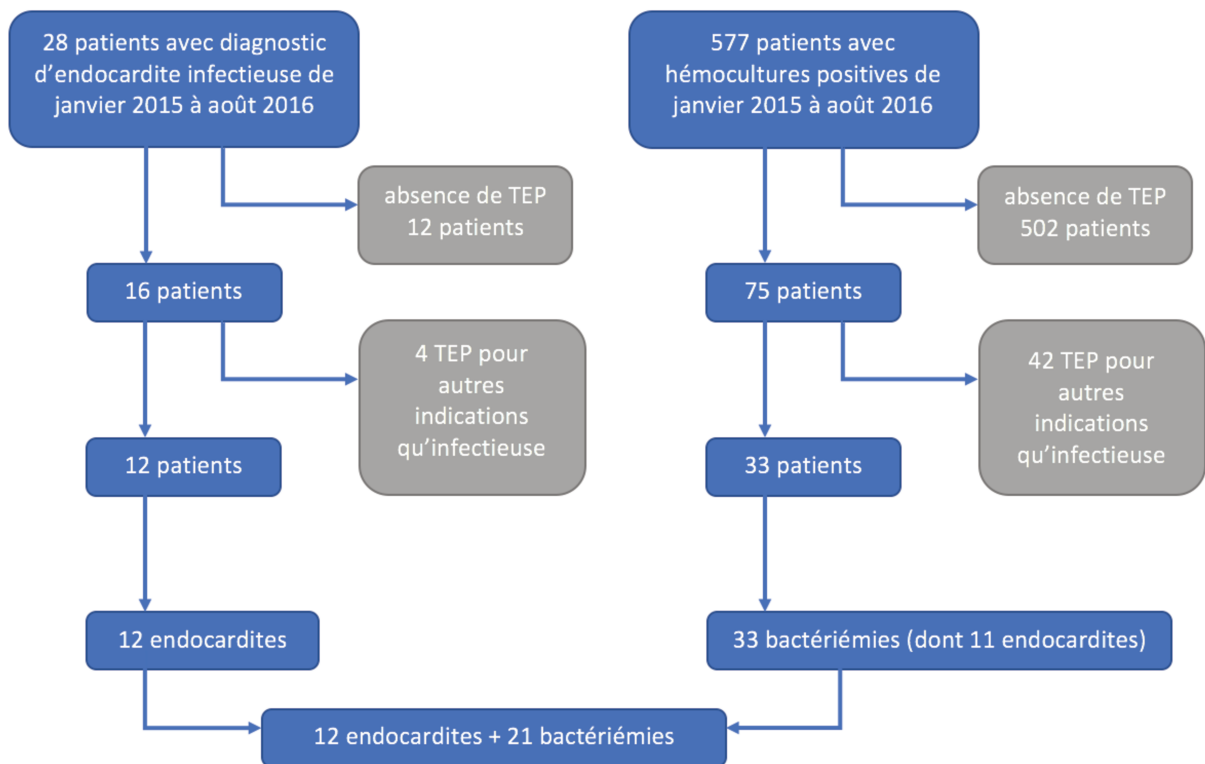 28 patients avec diagnostic
d’endocardite infectieuse de
janvier 2015 à août 2016
577 patients avec
hémocultures positives de
janvier 2015 à août 2016
absence de TEP
12 patients
absence de TEP
502 patients
16 patients
75 patients
4 TEP pour
autres
indications
qu’infectieuse
42 TEP pour
autres
indications
qu’infectieuse
12 patients
33 patients
12 endocardites
33 bactériémies (dont 11 endocardites)
12 endocardites + 21 bactériémies